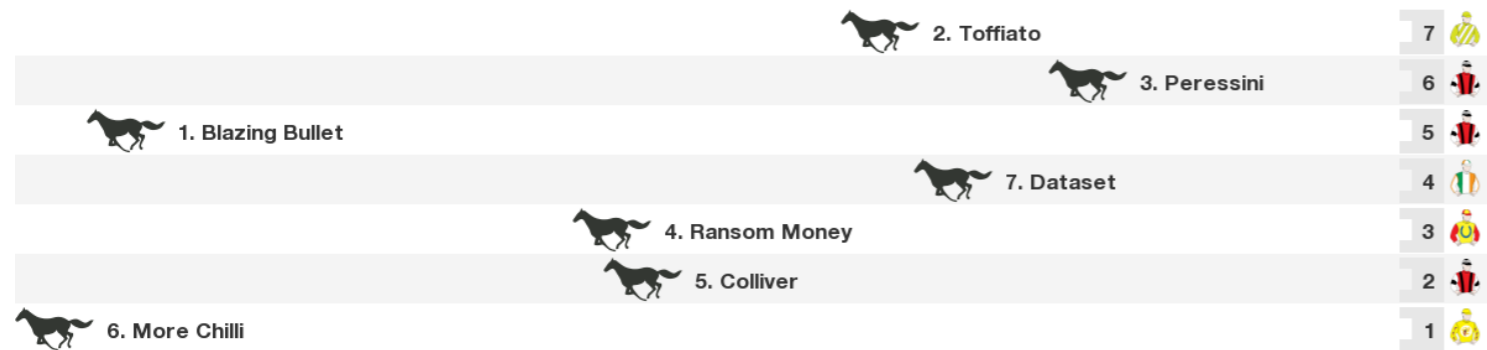 2. Toffiato 7
3. Peressini 6
1. Blazing Bullet 5
7. Dataset 4
4. Ransom Money 3
5. Colliver 2
6. More Chilli 1